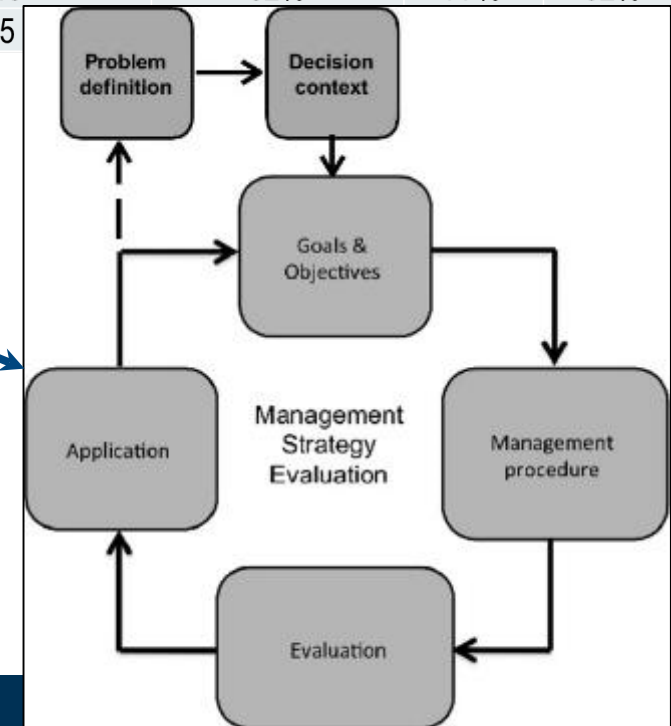 5
Problem
definition
Decision
context
Goals &
Objectives
Application
Management
Strategy
Evaluation
Management
procedure
Evaluation